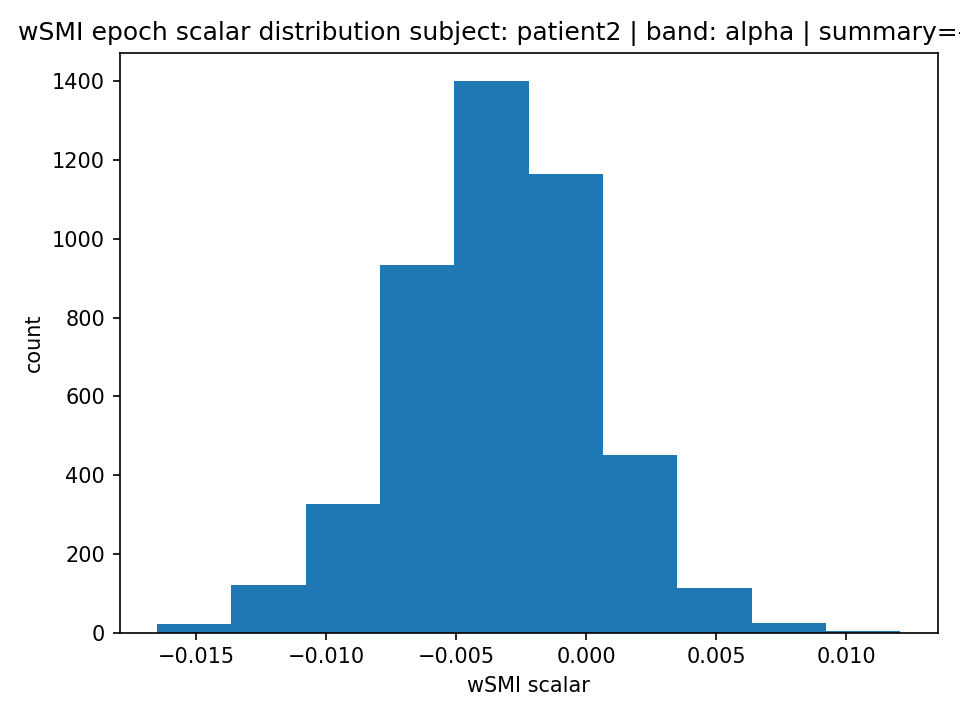 wSMI epoch scalar distribution subject: patient2 | band: alpha | summary=
1400
1200
1000
800
600
400
200
0
−0.015 −0.010 −0.005 0.000 0.005 0.010
wSMI scalar
count